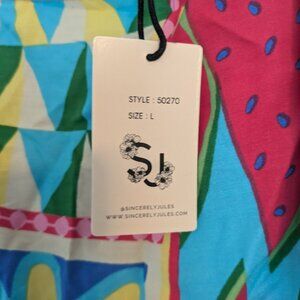 STYLE : 50270
SIZE : L
SJ
@SINCERELYJULES
WWW.SINCERELYJULES.COM